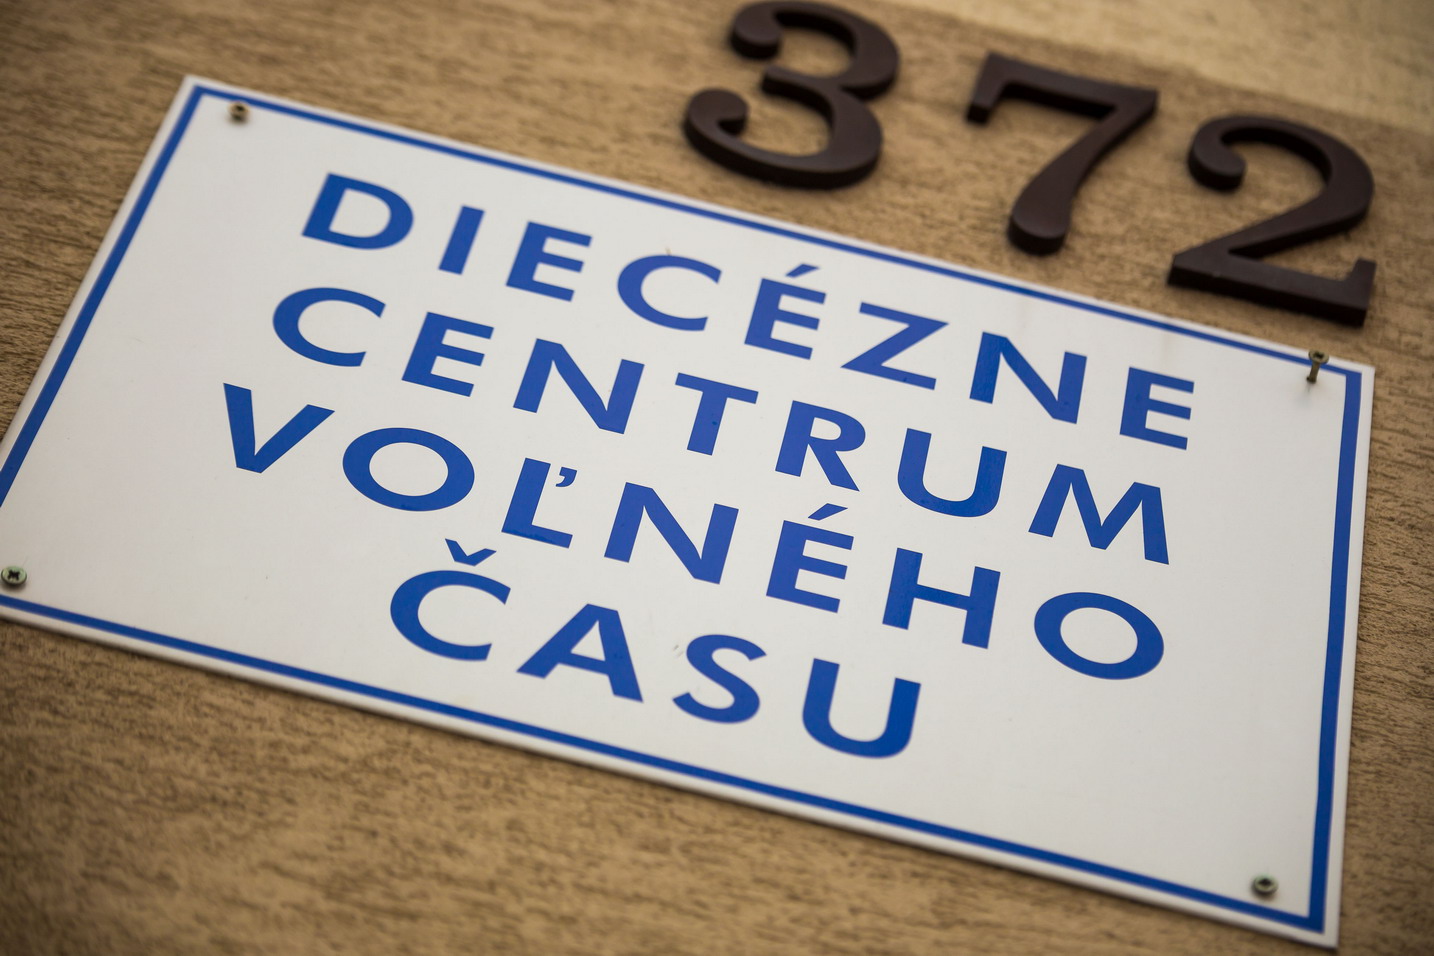 372
DIECÉZNE
CENTRUM
VOĽNÉHO
ČASU